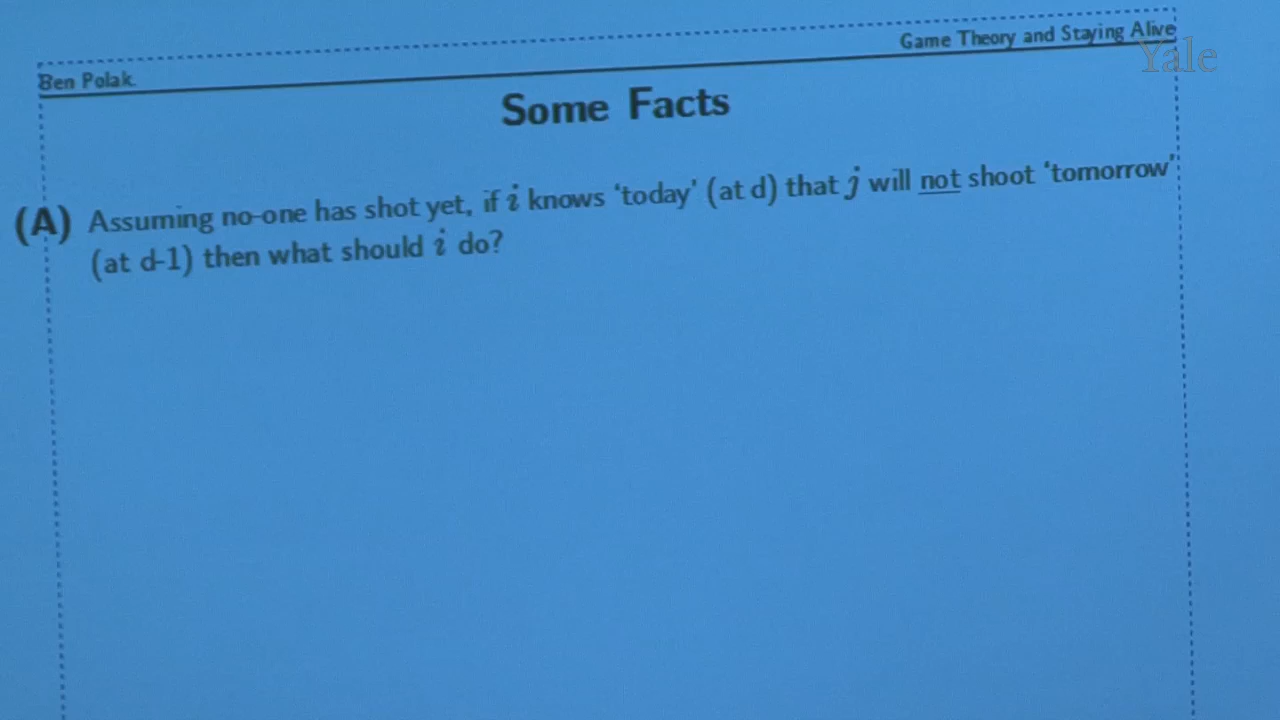 Ben Polak
Game Theory and Staying Alive
Yale
Some Facts
(A) Assuming no-one has shot yet, if i knows 'today' (at d) that j will not shoot 'tomorrow'
(at d-1) then what should i do?